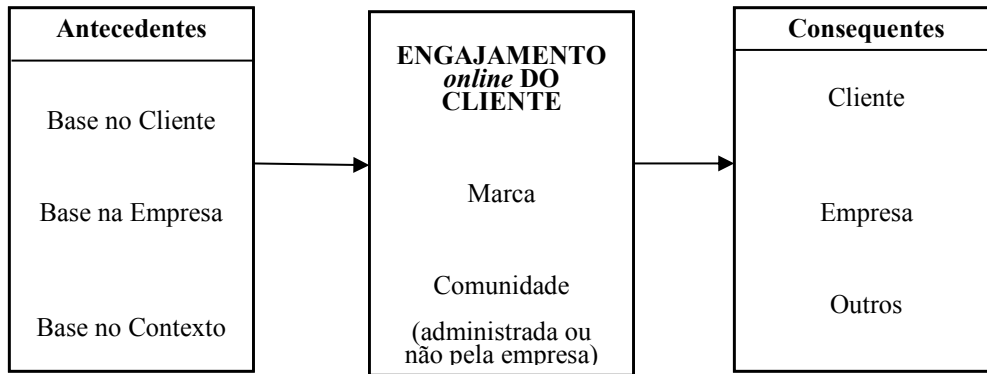 Antecedentes
Base no Cliente
Base na Empresa
Base no Contexto
ENGAJAMENTO
online DO
CLIENTE
Marca
Comunidade
(administrada ou
não pela empresa)
Consequentes
Cliente
Empresa
Outros